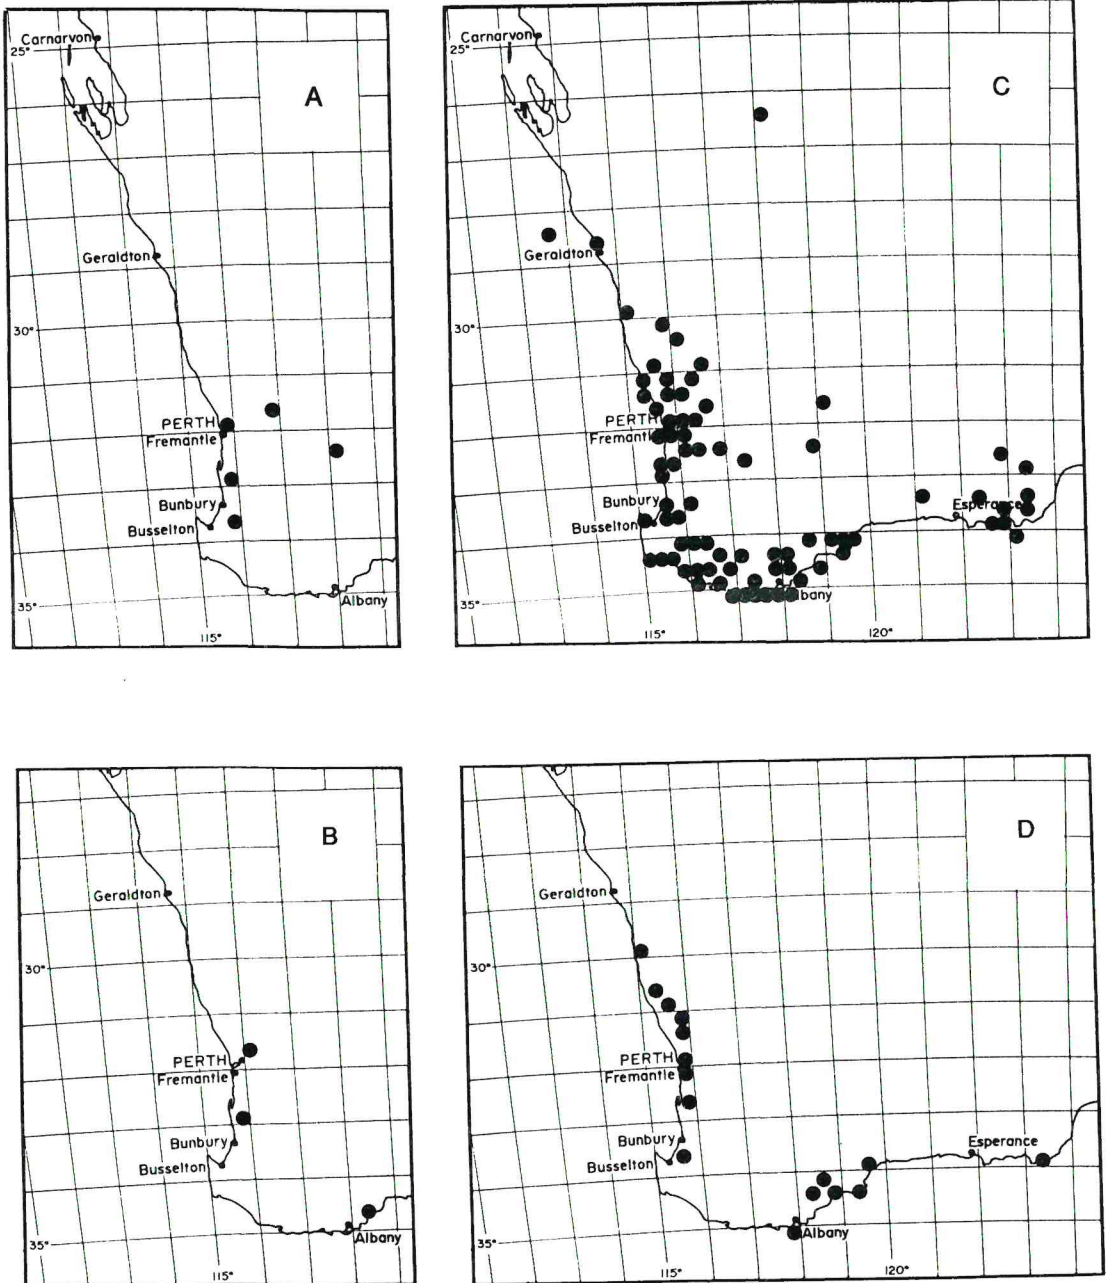 Carnarvon
25°
A
Geraldton
30°
PERTH
Fremantle
Bunbury
Busselton
35°
Albany
115°
Carnarvon
25°
C
Geraldton
30°
PERTH
Fremantl
Bunbury
Busselton
Esperance
35°
bany
115° 120°
B
Geraldton
30°
PERTH
Fremantle
Bunbury
Busselton
35°
Albany
115°
D
Geraldton
30°
PERTH
Fremantle
Bunbury
Busselton
Esperance
35°
Albany
115° 120°